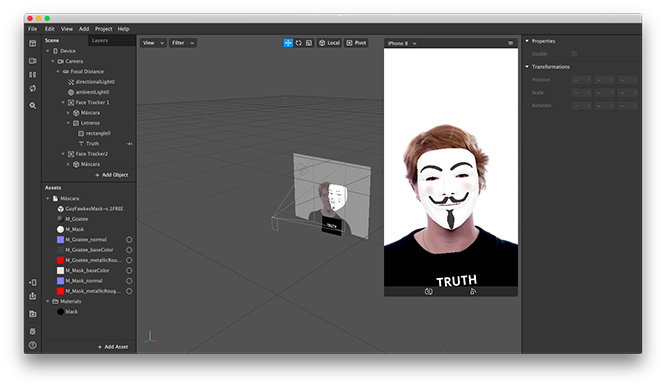 File Edit View Add Project Help
Scene Layers
Device
Camera
Focal Distance
directionalLight0
ambientLight0
Face Tracker 1
Máscara
Letreros
rectangle0
Truth
Face Tracker2
Máscara
+ Add Object
Assets
Máscara
GuyFawkesMask-v.1FREE
M_Goatee
M_Mask
M_Goatee_normal
M_Goatee_baseColor
M_Goatee_metallicRou...
M_Mask_baseColor
M_Mask_normal
M_Mask_metallicRoug...
Materials
black
+ Add Asset
View Filter Local Pivot
TRUTH
iPhone 8
TRUTH
Properties
Visible
Transformations
Position
Scale
Rotation